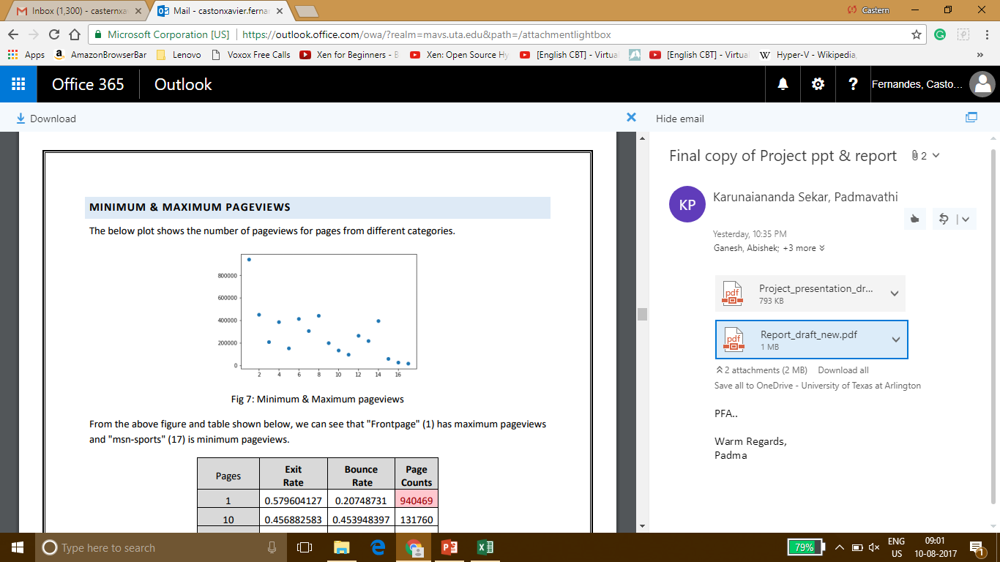 Inbox (1,300) - casternxa
Mail - castonxavier.fernar
Castern
Microsoft Corporation [US]
https://outlook.office.com/owa/?realm=mavs.uta.edu&path=/attachmentlightbox
Apps
AmazonBrowserBar
Lenovo
Voxox Free Calls
Xen for Beginners - B
Xen: Open Source Hy
[English CBT] - Virtua
[English CBT] - Virtua
Hyper-V - Wikipedia,
Office 365
Outlook
Fernandes, Casto...
Download
Hide email
MINIMUM & MAXIMUM PAGEVIEWS
The below plot shows the number of pageviews for pages from different categories.
800000
600000
400000
200000
0
2 4 6 8 10 12 14 16
Fig 7: Minimum & Maximum pageviews
From the above figure and table shown below, we can see that "Frontpage" (1) has maximum pageviews
and "msn-sports" (17) is minimum pageviews.
Pages Exit Bounce Page
Rate Rate Counts
1 0.579604127 0.20748731 940469
10 0.456882583 0.453948397 131760
Final copy of Project ppt & report
2
KP
Karunaiananda Sekar, Padmavathi
Yesterday, 10:35 PM
Ganesh, Abishek; +3 more
pdf
Project_presentation_dr...
793 KB
pdf
Report_draft_new.pdf
1 MB
2 attachments (2 MB) Download all
Save all to OneDrive - University of Texas at Arlington
PFA..
Warm Regards,
Padma
Type here to search
79%
ENG
US
09:01
10-08-2017
1